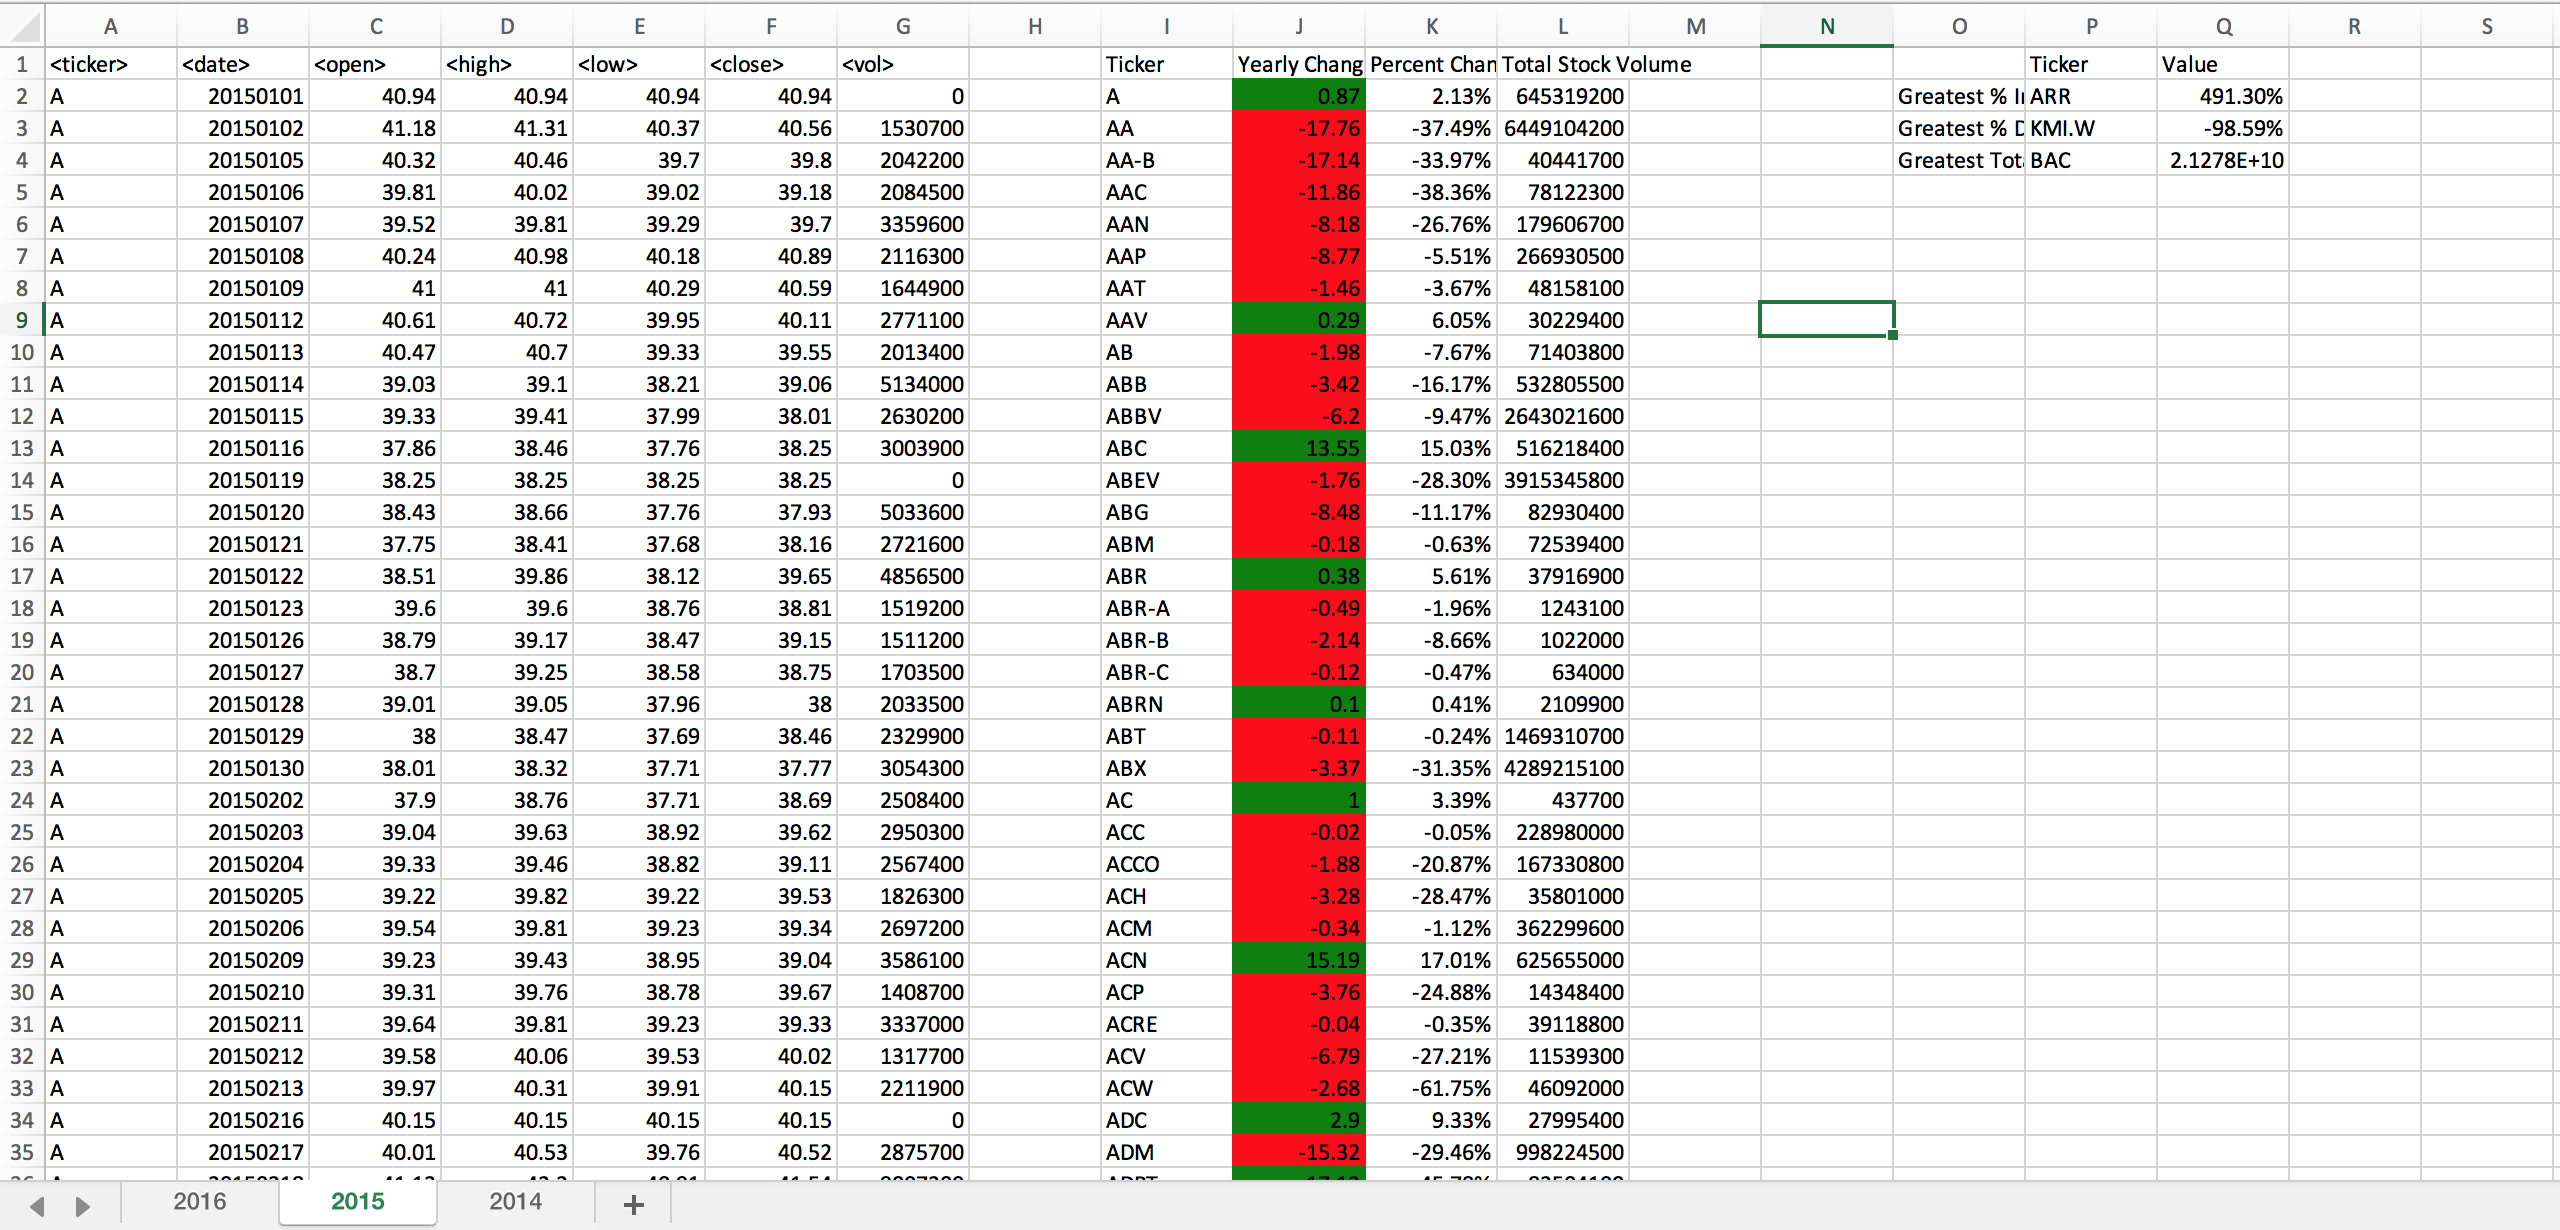 A B C D E F G H I J K L M N O P Q R S
1 <ticker> <date> <open> <high> <low> <close> <vol> Ticker Yearly Chang Percent Chan Total Stock Volume Ticker Value
2 A 20150101 40.94 40.94 40.94 40.94 0 A 0.87 2.13% 645319200 Greatest % I ARR 491.30%
3 A 20150102 41.18 41.31 40.37 40.56 1530700 AA -17.76 -37.49% 6449104200 Greatest % D KMI.W -98.59%
4 A 20150105 40.32 40.46 39.7 39.8 2042200 AA-B -17.14 -33.97% 40441700 Greatest Tota BAC 2.1278E+10
5 A 20150106 39.81 40.02 39.02 39.18 2084500 AAC -11.86 -38.36% 78122300
6 A 20150107 39.52 39.81 39.29 39.7 3359600 AAN -8.18 -26.76% 179606700
7 A 20150108 40.24 40.98 40.18 40.89 2116300 AAP -8.77 -5.51% 266930500
8 A 20150109 41 41 40.29 40.59 1644900 AAT -1.46 -3.67% 48158100
9 A 20150112 40.61 40.72 39.95 40.11 2771100 AAV 0.29 6.05% 30229400
10 A 20150113 40.47 40.7 39.33 39.55 2013400 AB -1.98 -7.67% 71403800
11 A 20150114 39.03 39.1 38.21 39.06 5134000 ABB -3.42 -16.17% 532805500
12 A 20150115 39.33 39.41 37.99 38.01 2630200 ABBV -6.2 -9.47% 2643021600
13 A 20150116 37.86 38.46 37.76 38.25 3003900 ABC 13.55 15.03% 516218400
14 A 20150119 38.25 38.25 38.25 38.25 0 ABEV -1.76 -28.30% 3915345800
15 A 20150120 38.43 38.66 37.76 37.93 5033600 ABG -8.48 -11.17% 82930400
16 A 20150121 37.75 38.41 37.68 38.16 2721600 ABM -0.18 -0.63% 72539400
17 A 20150122 38.51 39.86 38.12 39.65 4856500 ABR 0.38 5.61% 37916900
18 A 20150123 39.6 39.6 38.76 38.81 1519200 ABR-A -0.49 -1.96% 1243100
19 A 20150126 38.79 39.17 38.47 39.15 1511200 ABR-B -2.14 -8.66% 1022000
20 A 20150127 38.7 39.25 38.58 38.75 1703500 ABR-C -0.12 -0.47% 634000
21 A 20150128 39.01 39.05 37.96 38 2033500 ABRN 0.1 0.41% 2109900
22 A 20150129 38 38.47 37.69 38.46 2329900 ABT -0.11 -0.24% 1469310700
23 A 20150130 38.01 38.32 37.71 37.77 3054300 ABX -3.37 -31.35% 4289215100
24 A 20150202 37.9 38.76 37.71 38.69 2508400 AC 1 3.39% 437700
25 A 20150203 39.04 39.63 38.92 39.62 2950300 ACC -0.02 -0.05% 228980000
26 A 20150204 39.33 39.46 38.82 39.11 2567400 ACCO -1.88 -20.87% 167330800
27 A 20150205 39.22 39.82 39.22 39.53 1826300 ACH -3.28 -28.47% 35801000
28 A 20150206 39.54 39.81 39.23 39.34 2697200 ACM -0.34 -1.12% 362299600
29 A 20150209 39.23 39.43 38.95 39.04 3586100 ACN 15.19 17.01% 625655000
30 A 20150210 39.31 39.76 38.78 39.67 1408700 ACP -3.76 -24.88% 14348400
31 A 20150211 39.64 39.81 39.23 39.33 3337000 ACRE -0.04 -0.35% 39118800
32 A 20150212 39.58 40.06 39.53 40.02 1317700 ACV -6.79 -27.21% 11539300
33 A 20150213 39.97 40.31 39.91 40.15 2211900 ACW -2.68 -61.75% 46092000
34 A 20150216 40.15 40.15 40.15 40.15 0 ADC 2.9 9.33% 27995400
35 A 20150217 40.01 40.53 39.76 40.52 2875700 ADM -15.32 -29.46% 998224500
2016 2015 2014 +